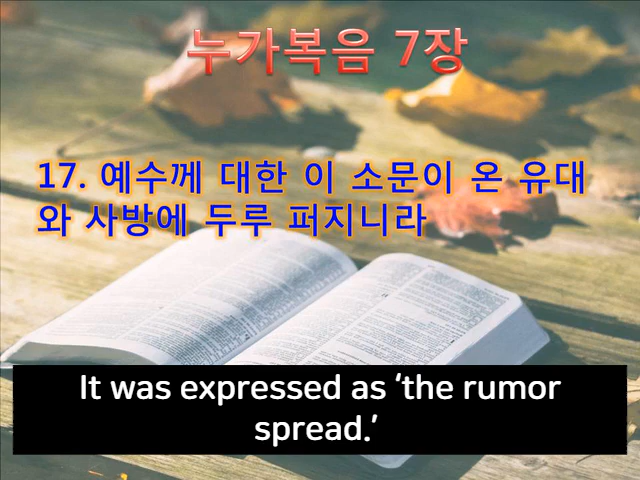 누가복음 7장
17. 예수께 대한 이 소문이 온 유대
와 사방에 두루 퍼지니라
It was expressed as ‘the rumor
spread.’